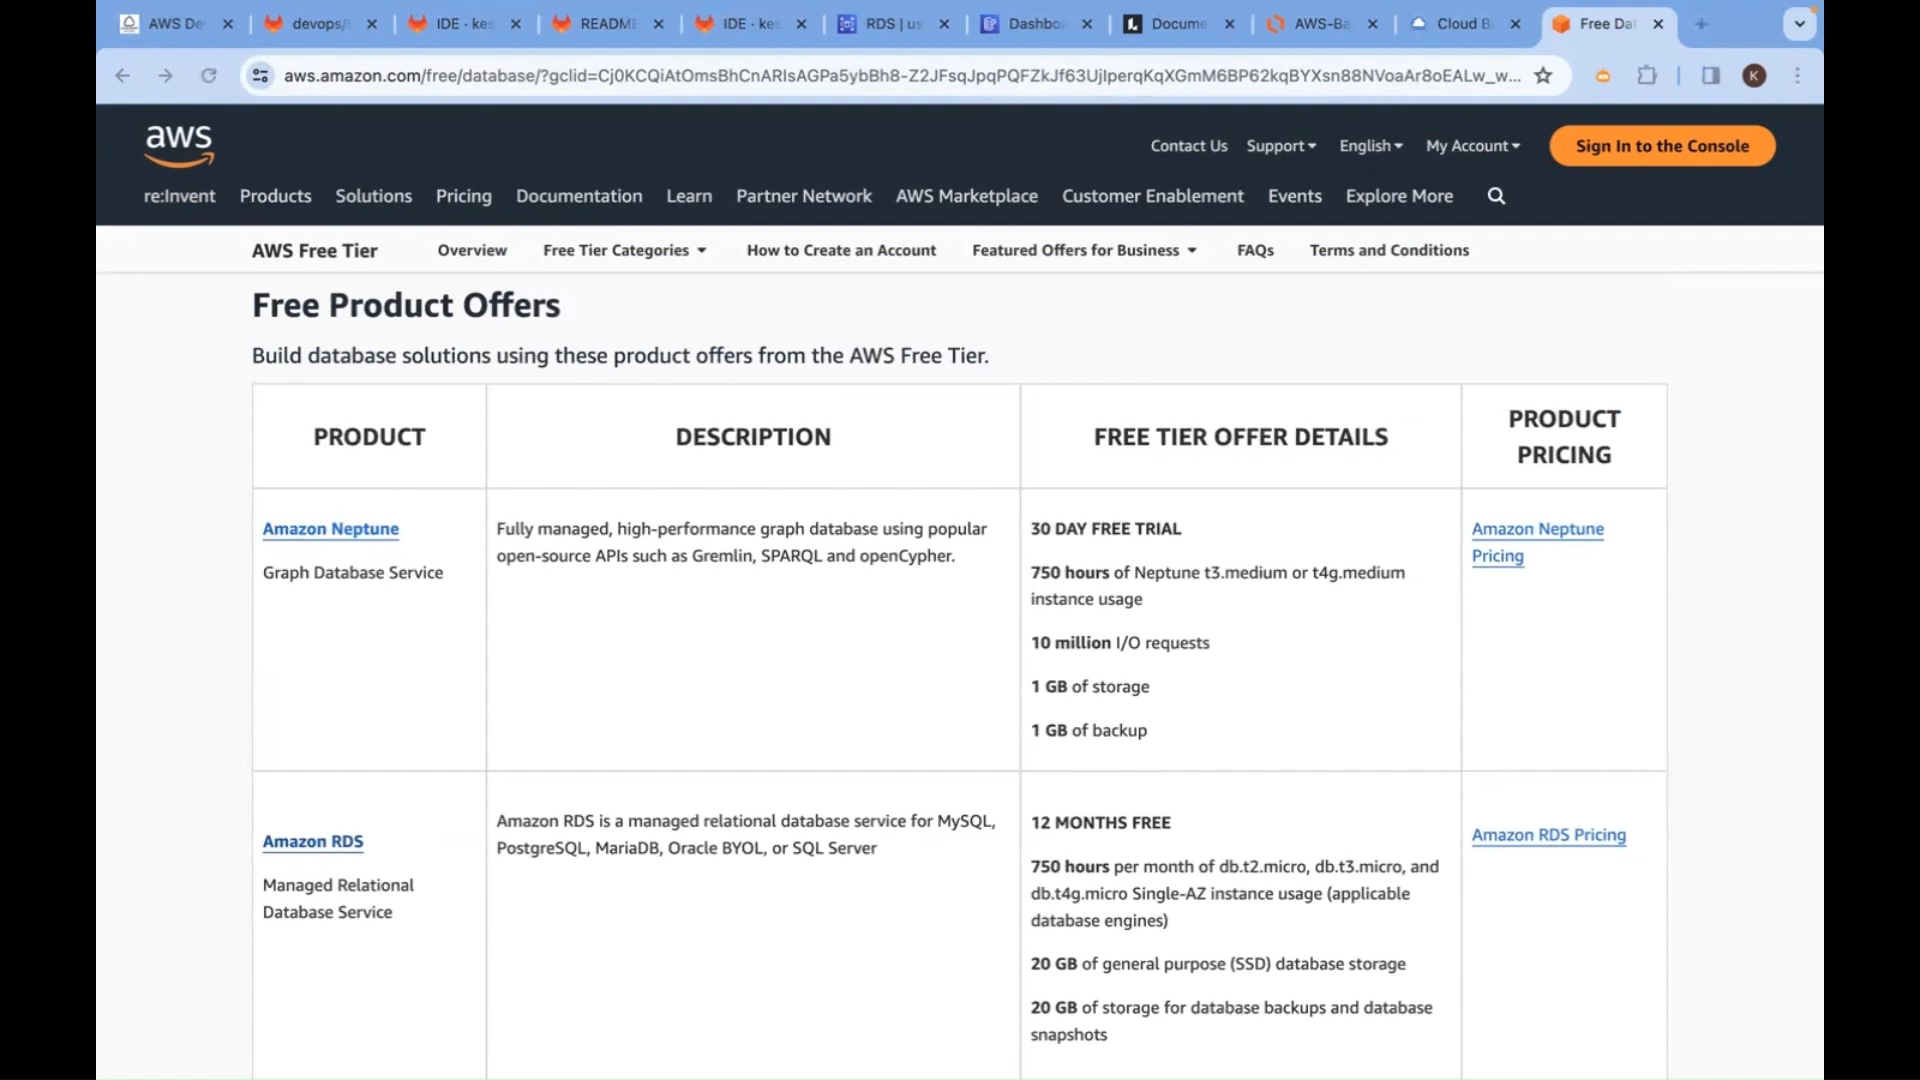 AWS De
devops/
IDE · kes
README
IDE · kes
RDS | us
Dashbo
Docume
AWS-Ba
Cloud B
Free Dat
aws.amazon.com/free/database/?gclid=Cj0KCQiAtOmsBhCnARIsAGPa5ybBh8-Z2JFsqJpqPQFZkJf63UjIperqKqXGmM6BP62kqBYXsn88NVoaAr8oEALw_w...
K
aws
Contact Us Support English My Account Sign In to the Console
re:Invent Products Solutions Pricing Documentation Learn Partner Network AWS Marketplace Customer Enablement Events Explore More
AWS Free Tier Overview Free Tier Categories How to Create an Account Featured Offers for Business FAQs Terms and Conditions
Free Product Offers
Build database solutions using these product offers from the AWS Free Tier.
PRODUCT
DESCRIPTION
FREE TIER OFFER DETAILS
PRODUCT
PRICING
Amazon Neptune
Graph Database Service
Fully managed, high-performance graph database using popular
open-source APIs such as Gremlin, SPARQL and openCypher.
30 DAY FREE TRIAL
750 hours of Neptune t3.medium or t4g.medium
instance usage
10 million I/O requests
1 GB of storage
1 GB of backup
Amazon Neptune
Pricing
Amazon RDS
Managed Relational
Database Service
Amazon RDS is a managed relational database service for MySQL,
PostgreSQL, MariaDB, Oracle BYOL, or SQL Server
12 MONTHS FREE
750 hours per month of db.t2.micro, db.t3.micro, and
db.t4g.micro Single-AZ instance usage (applicable
database engines)
20 GB of general purpose (SSD) database storage
20 GB of storage for database backups and database
snapshots
Amazon RDS Pricing